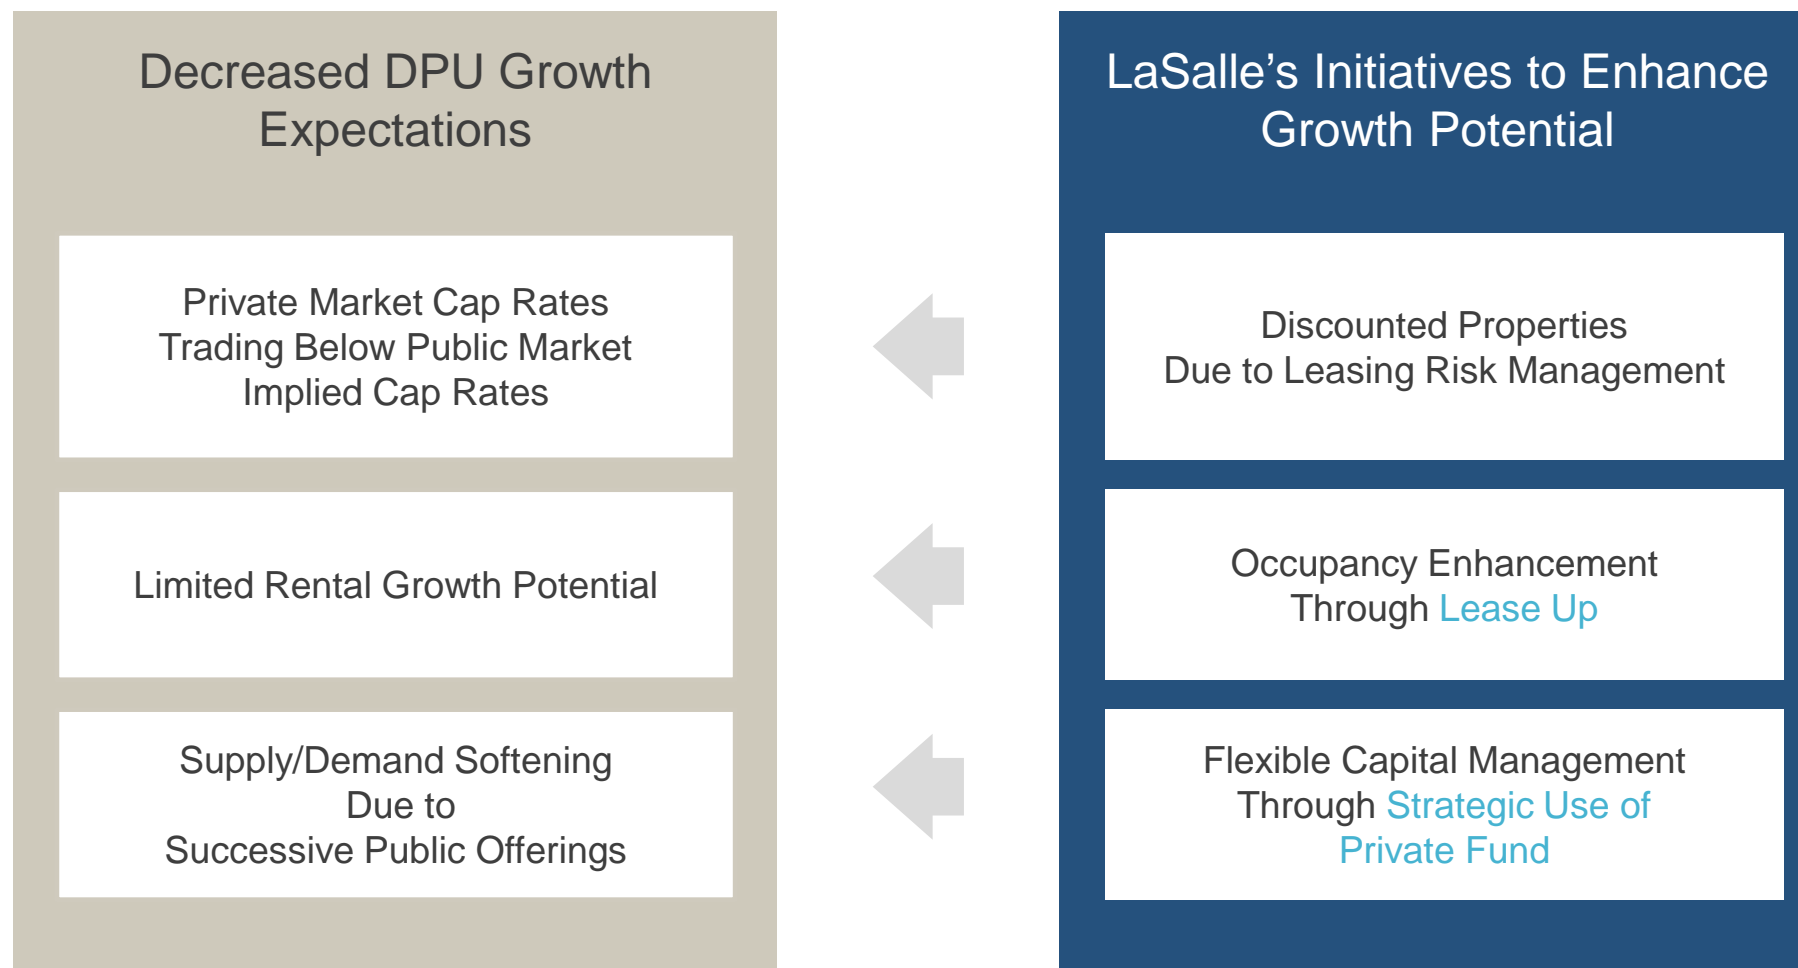 Decreased DPU Growth
Expectations
Private Market Cap Rates
Trading Below Public Market
Implied Cap Rates
Limited Rental Growth Potential
Supply/Demand Softening
Due to
Successive Public Offerings
LaSalle’s Initiatives to Enhance
Growth Potential
Discounted Properties
Due to Leasing Risk Management
Occupancy Enhancement
Through Lease Up
Flexible Capital Management
Through Strategic Use of
Private Fund